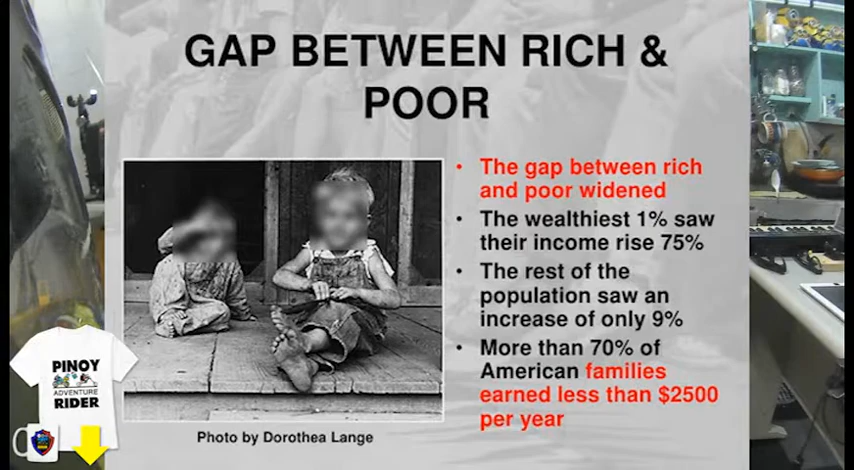 GAP BETWEEN RICH &
POOR
• The gap between rich
and poor widened
• The wealthiest 1% saw
their income rise 75%
• The rest of the
population saw an
increase of only 9%
• More than 70% of
American families
earned less than $2500
per year
Photo by Dorothea Lange
PINOY
ADVENTURE
RIDER